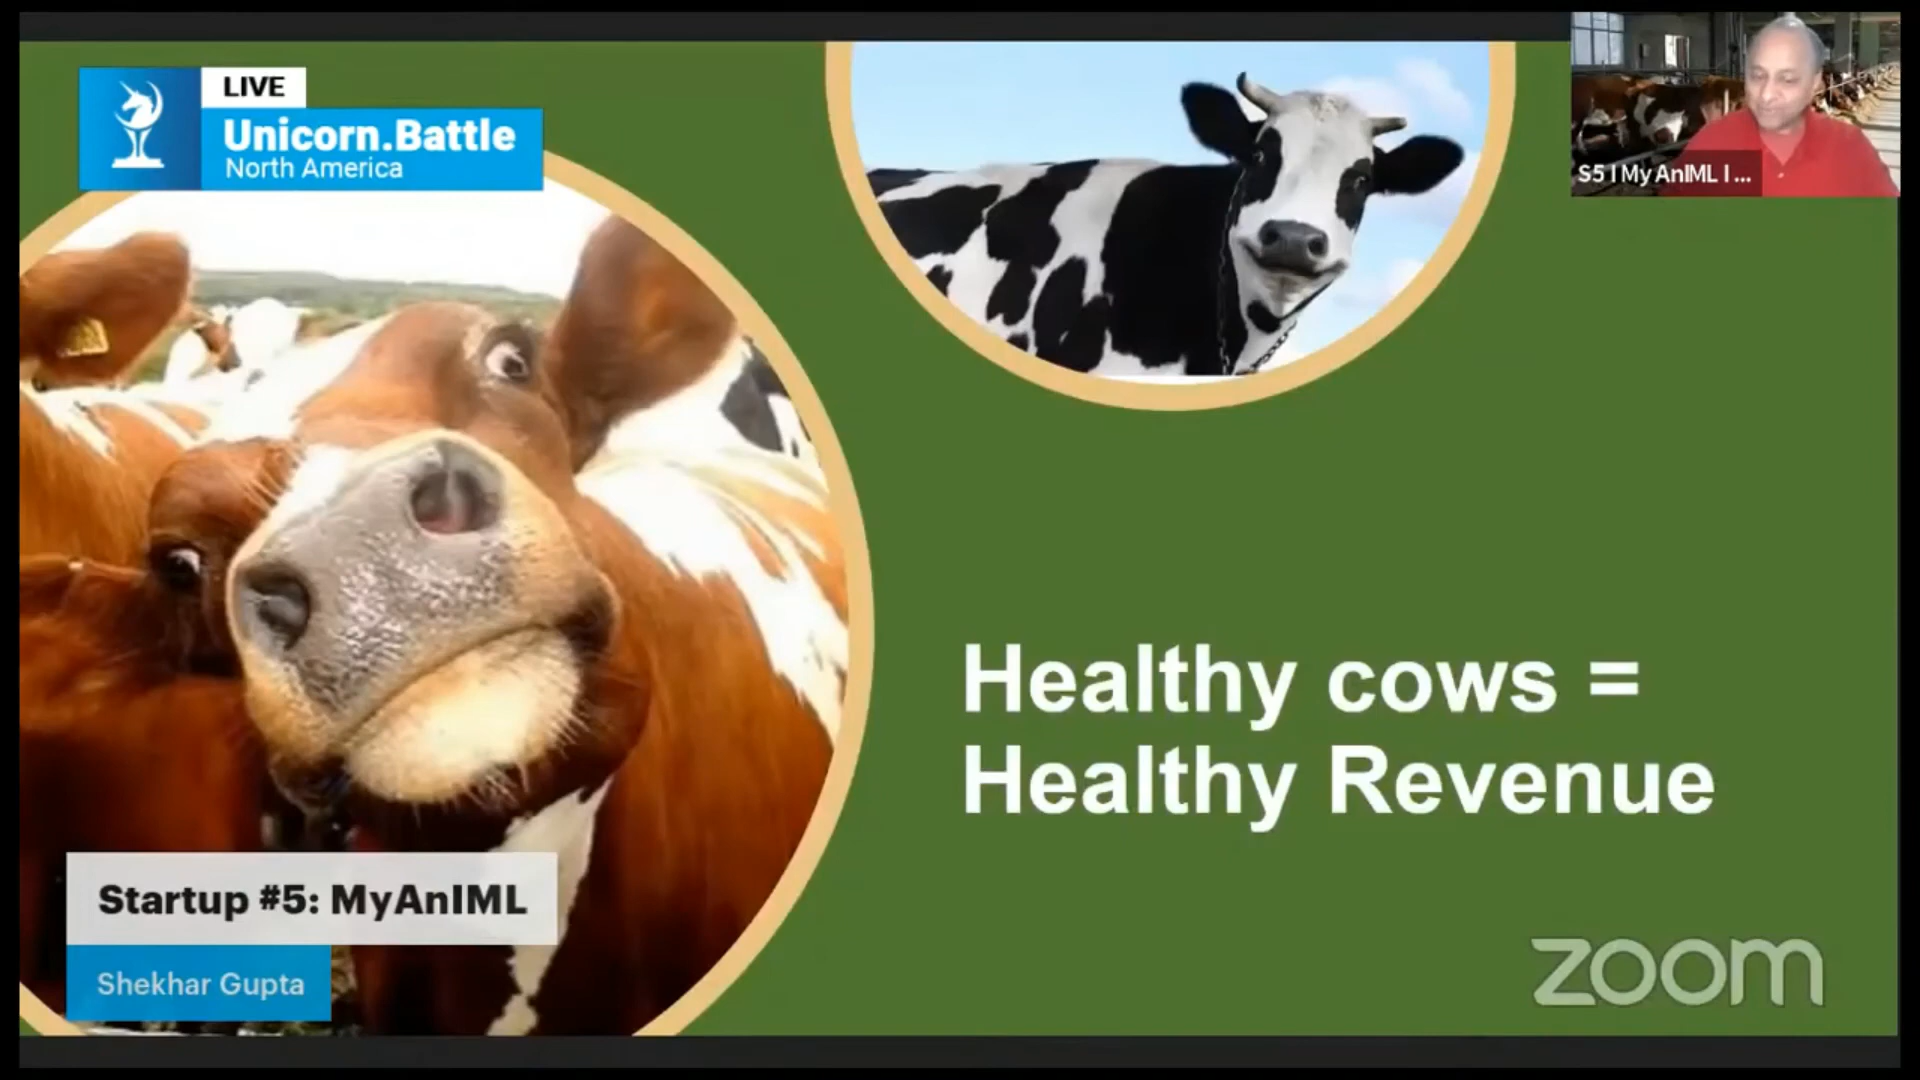 LIVE
Unicorn.Battle
North America
S5 I My AnIML I ...
Healthy cows =
Healthy Revenue
Startup #5: MyAnIML
Shekhar Gupta
zoom